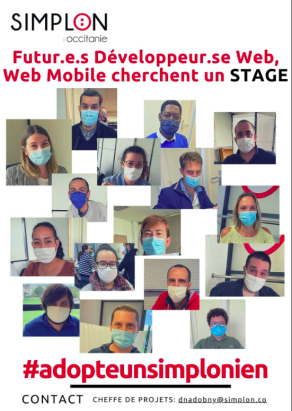 SIMPLON
occitanie
Futur.e.s Développeur.se Web,
Web Mobile cherchent un STAGE
#adopteunsimplonien
CONTACT CHEFFE DE PROJETS: dnadobny@simplon.co